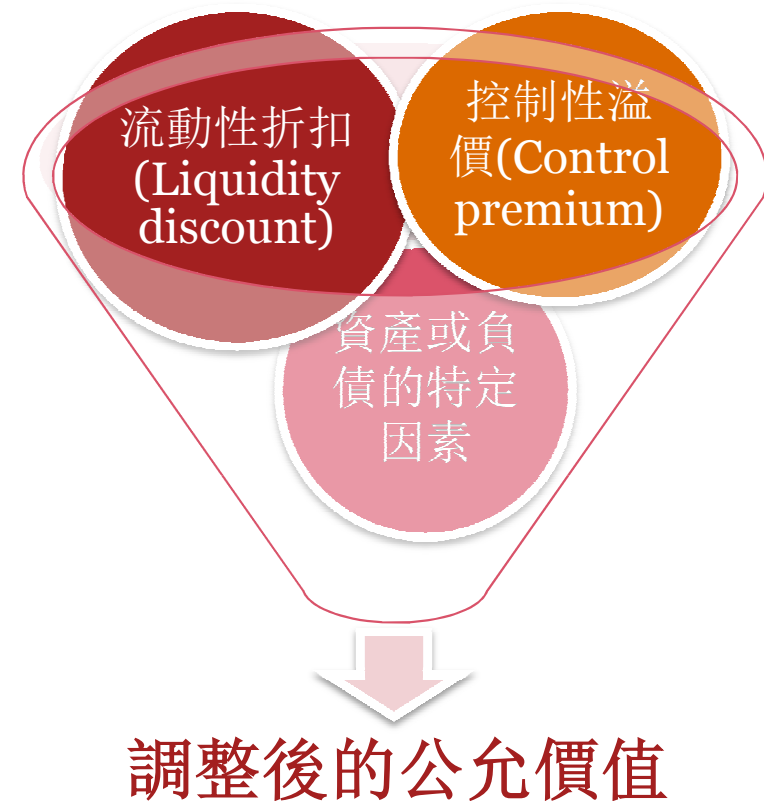 流動性折扣
(Liquidity
discount)
控制性溢
價(Control
premium)
資產或負
債的特定
因素
調整後的公允價值